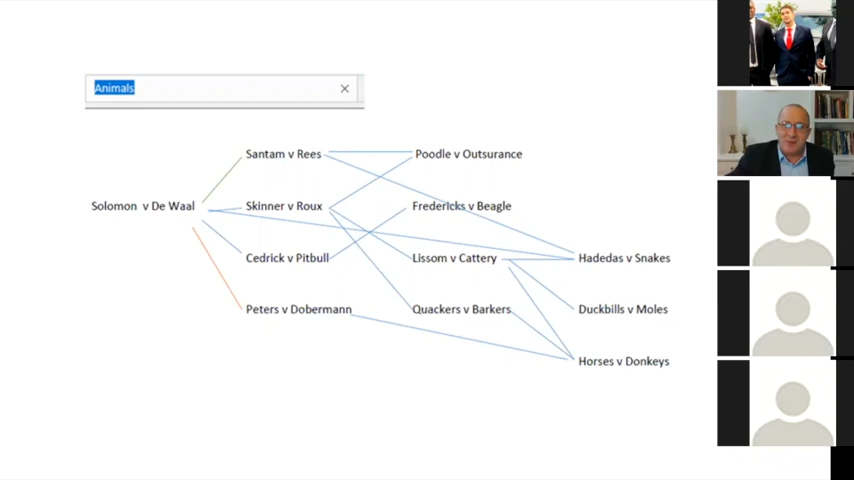 Animals
Santam v Rees
Poodle v Outsurance
Solomon v De Waal
Skinner v Roux
Fredericks v Beagle
Cedrick v Pitbull
Lissom v Cattery
Hadedas v Snakes
Peters v Dobermann
Quackers v Barkers
Duckbills v Moles
Horses v Donkeys